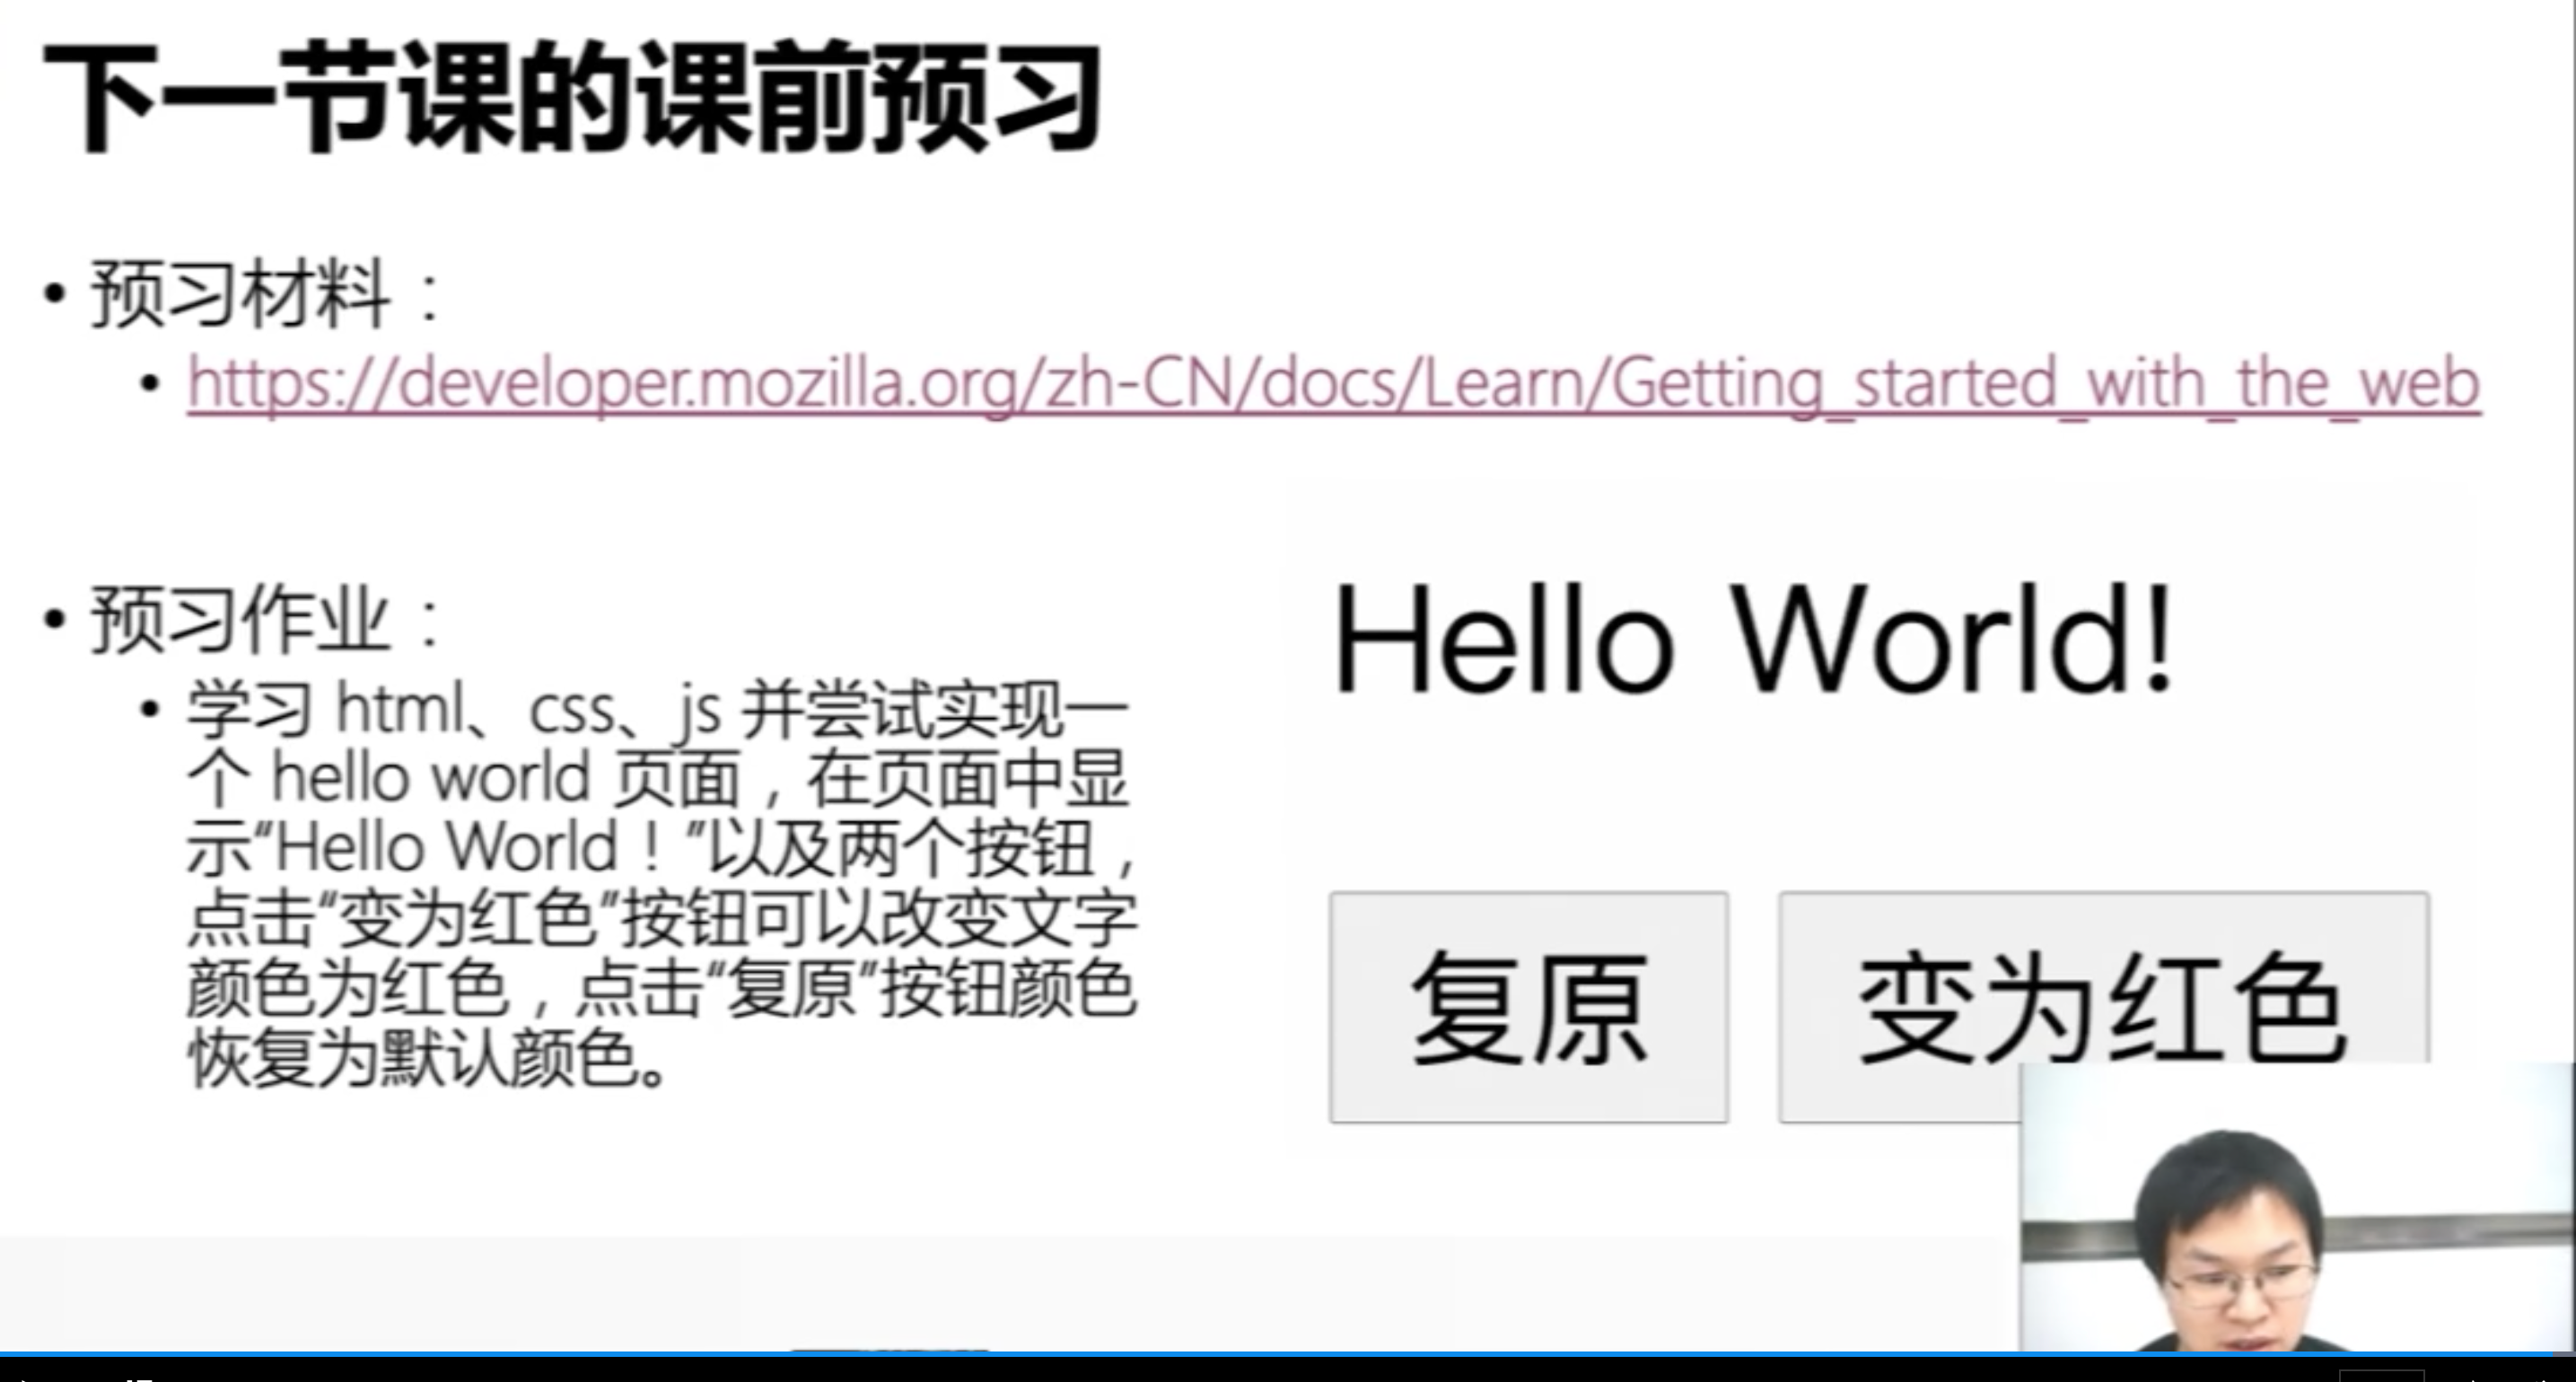 下一节课的课前预习
• 预习材料：
• https://developer.mozilla.org/zh-CN/docs/Learn/Getting_started_with_the_web
• 预习作业：
• 学习 html、css、js 并尝试实现一
个 hello world 页面，在页面中显
示“Hello World！”以及两个按钮，
点击“变为红色”按钮可以改变文字
颜色为红色，点击“复原”按钮颜色
恢复为默认颜色。
Hello World!
复原
变为红色